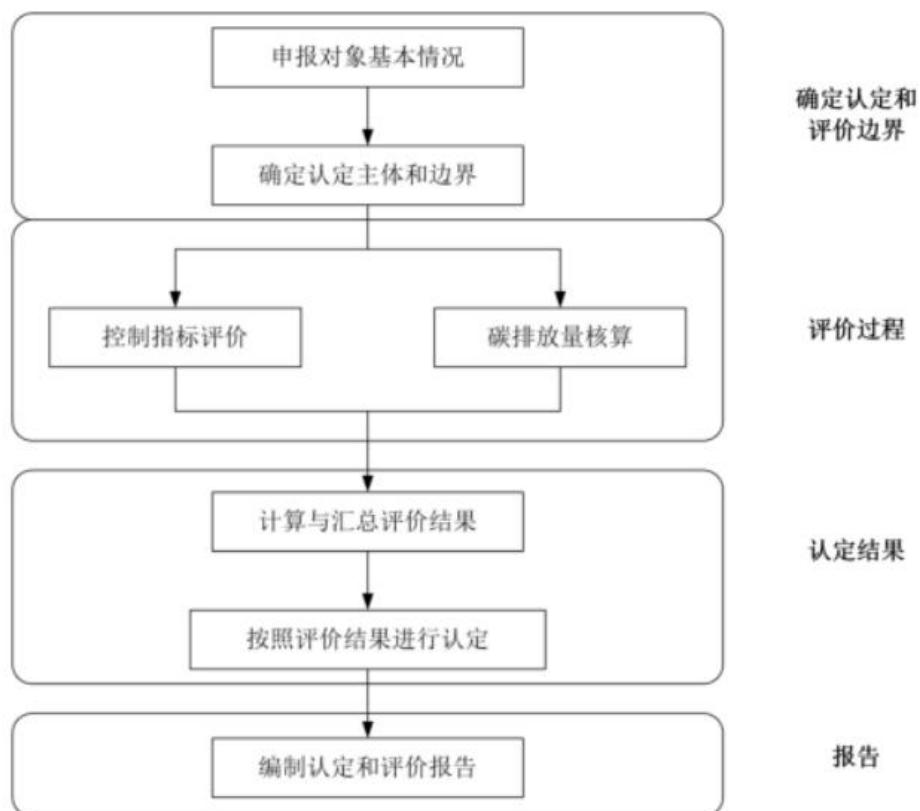 申报对象基本情况
确定认定和
评价边界
确定认定主体和边界
控制指标评价
碳排放量核算
评价过程
计算与汇总评价结果
认定结果
按照评价结果进行认定
编制认定和评价报告
报告